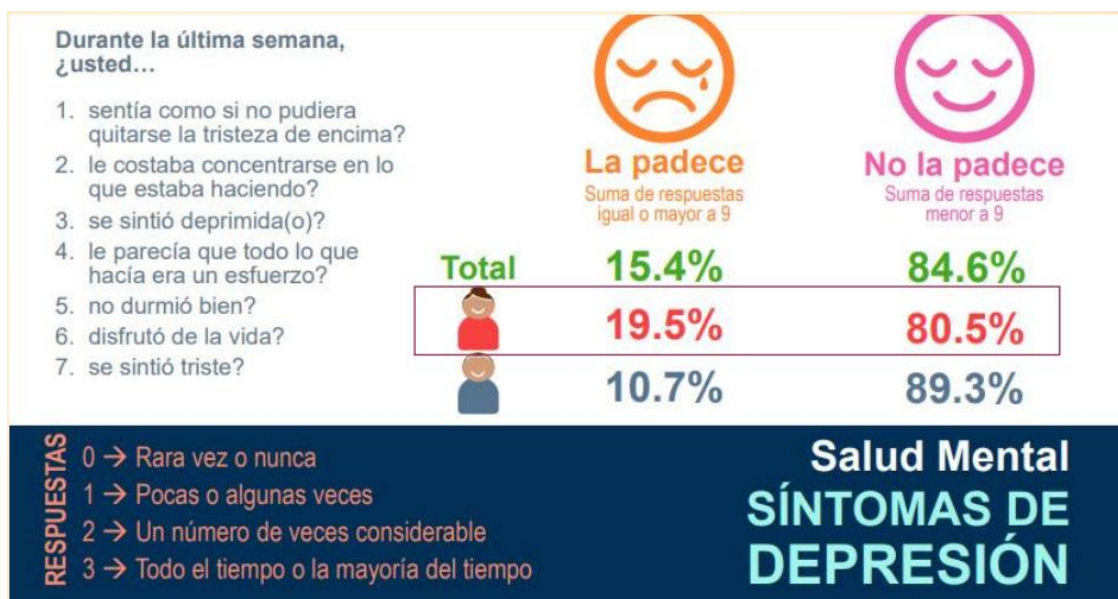 Durante la última semana,
¿usted…
1. sentía como si no pudiera
quitarse la tristeza de encima?
2. le costaba concentrarse en lo
que estaba haciendo?
3. se sintió deprimida(o)?
4. le parecía que todo lo que
hacía era un esfuerzo?
5. no durmió bien?
6. disfrutó de la vida?
7. se sintió triste?
La padece
Suma de respuestas
igual o mayor a 9
No la padece
Suma de respuestas
menor a 9
Total 15.4% 84.6%
19.5% 80.5%
10.7% 89.3%
RESPUESTAS
0 → Rara vez o nunca
1 → Pocas o algunas veces
2 → Un número de veces considerable
3 → Todo el tiempo o la mayoría del tiempo
Salud Mental
SÍNTOMAS DE
DEPRESIÓN